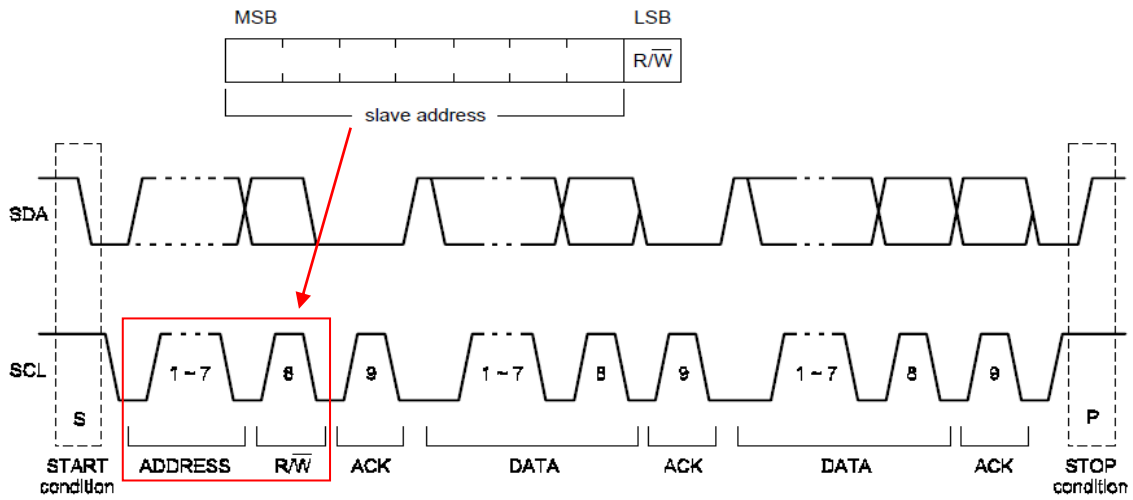 MSB LSB
R/W̅
slave address
SDA
SCL
1 ~ 7 8 9 1 ~ 7 8 9 1 ~ 7 8 9
S P
START ADDRESS R/W̅ ACK DATA ACK DATA ACK STOP
condition condition